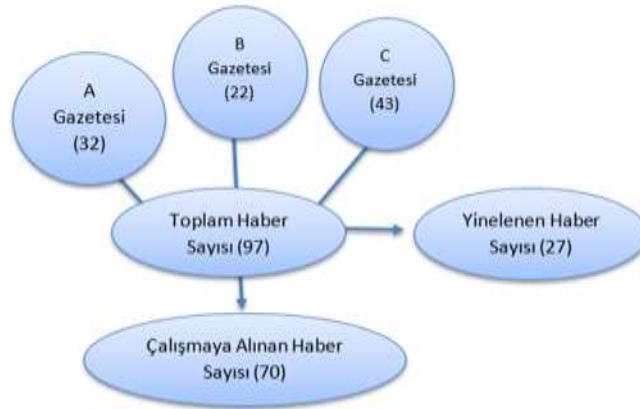 A
Gazetesi
(32)
B
Gazetesi
(22)
C
Gazetesi
(43)
Toplam Haber
Sayısı (97)
Yinelenen Haber
Sayısı (27)
Çalışmaya Alınan Haber
Sayısı (70)